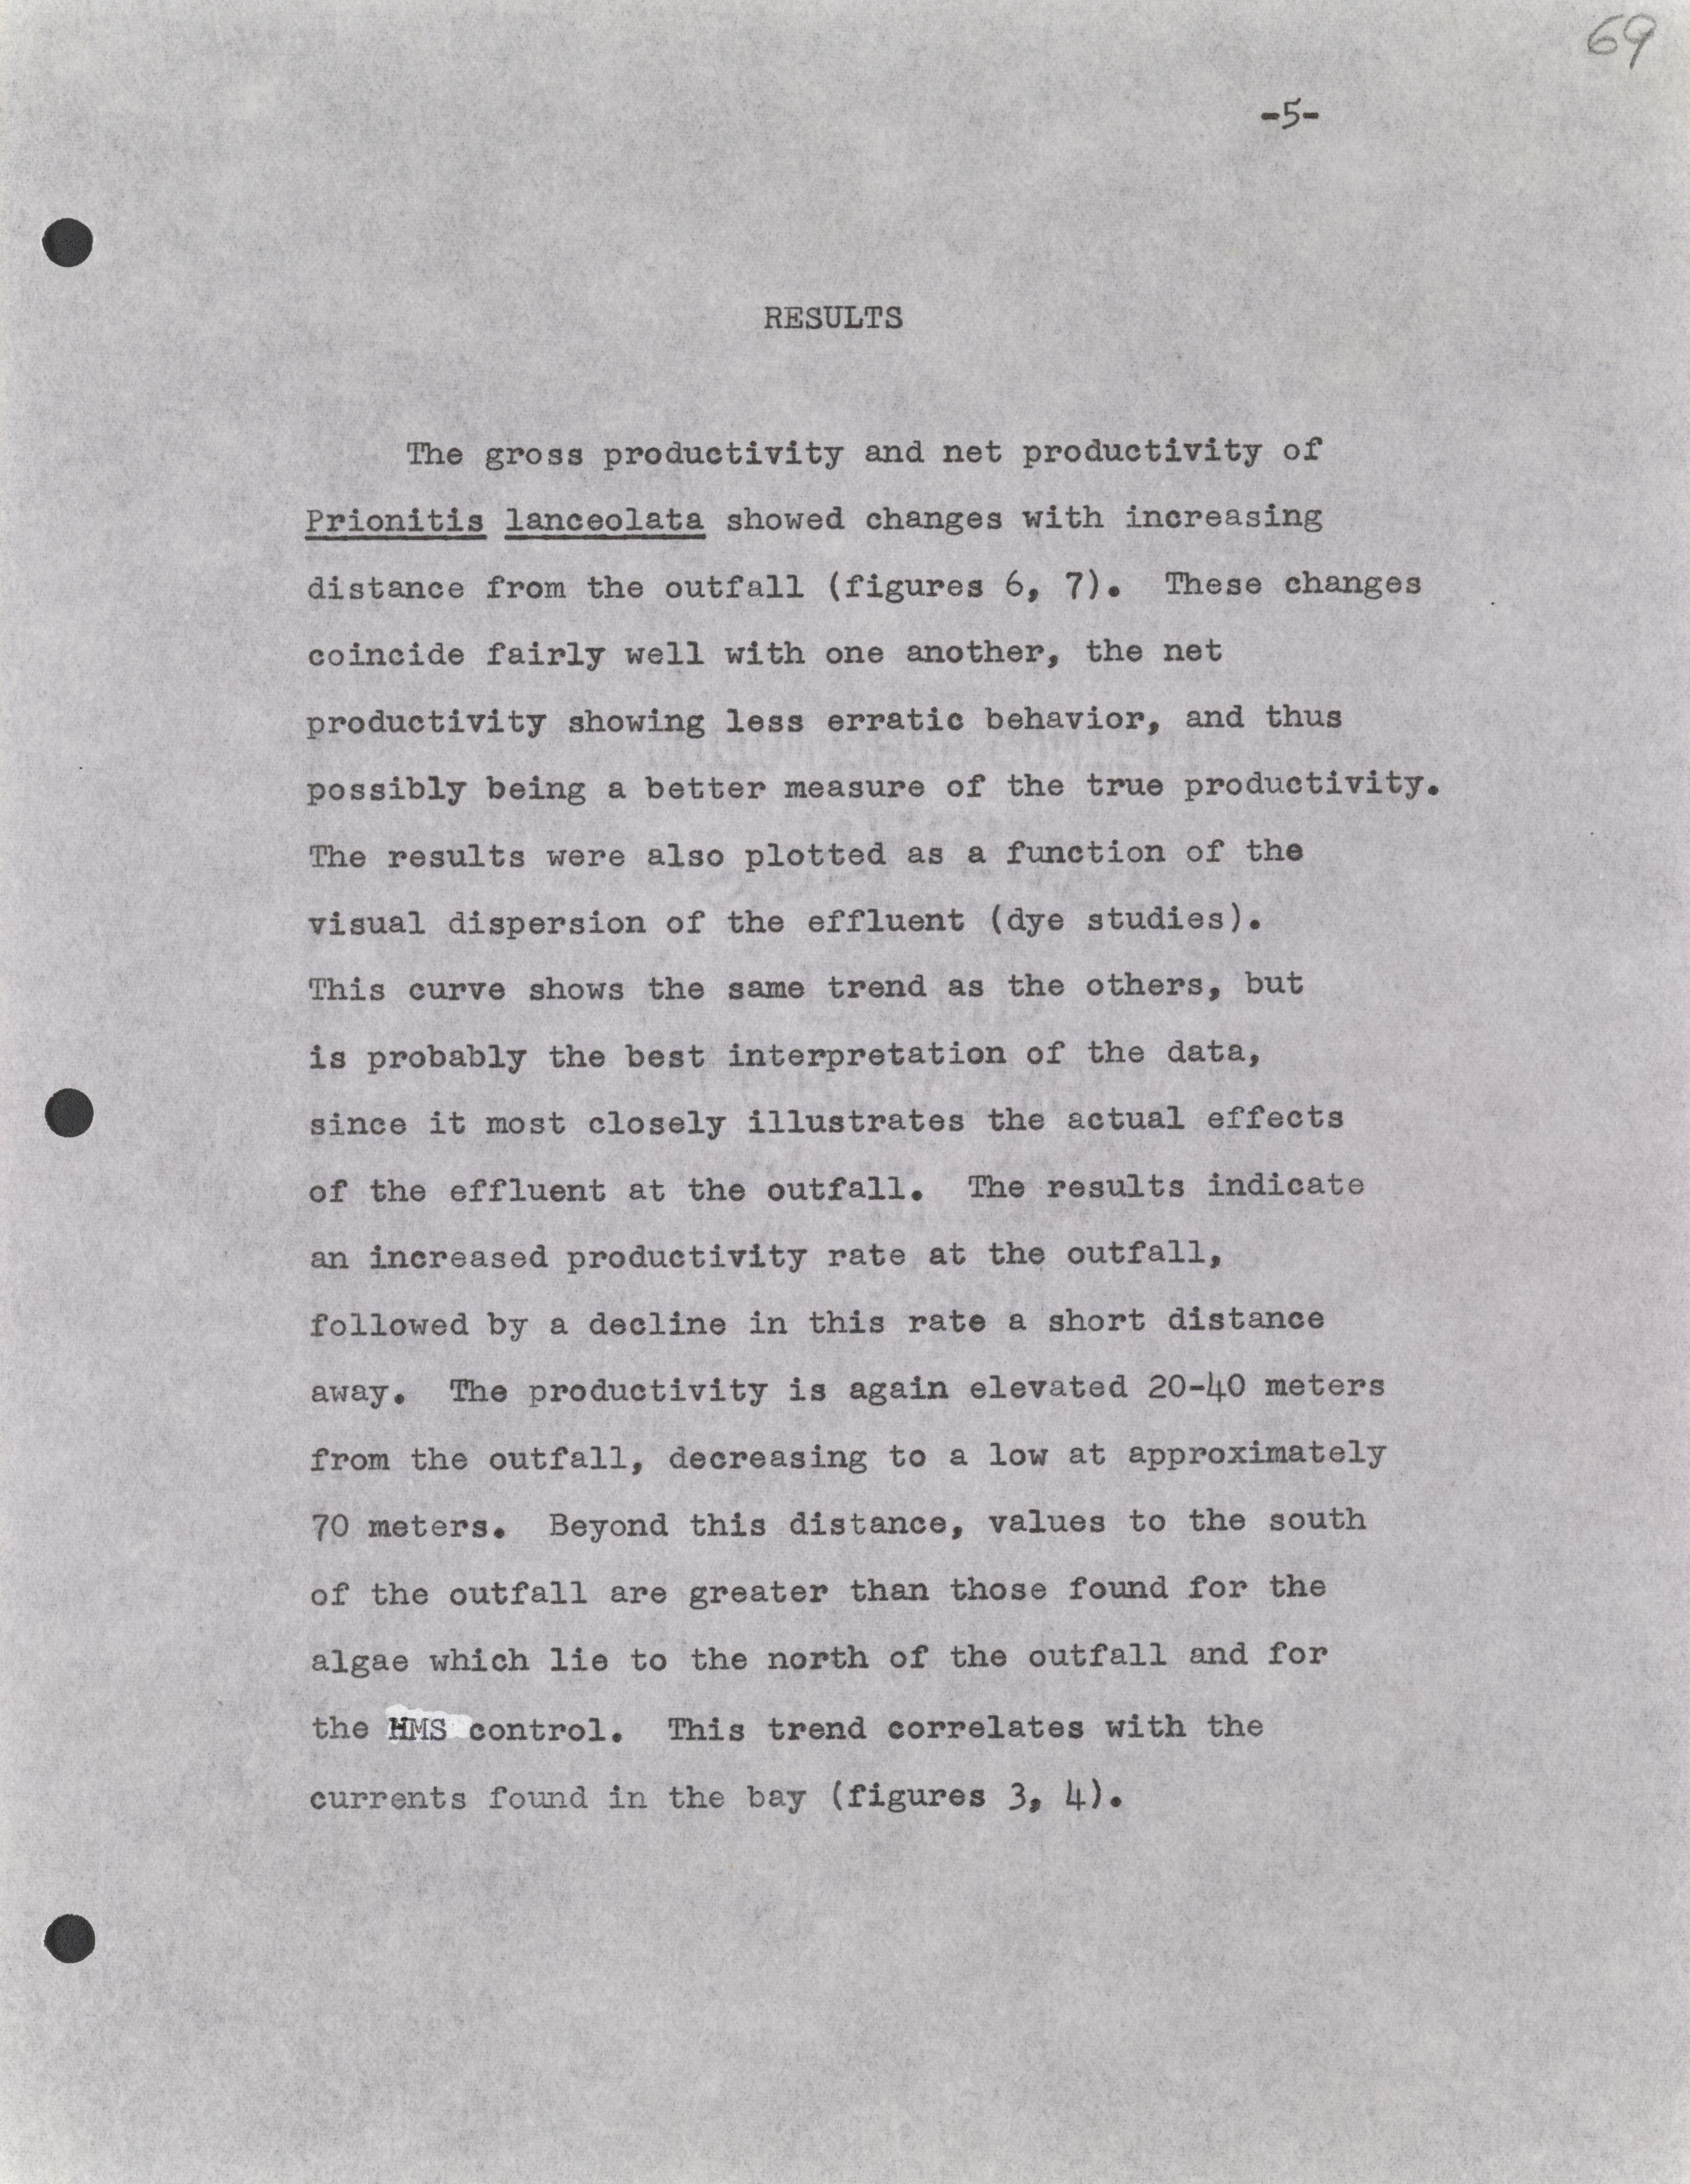 69
-5-
RESULTS
The gross productivity and net productivity of
Prionitis lanceolata showed changes with increasing
distance from the outfall (figures 6, 7). These changes
coincide fairly well with one another, the net
productivity showing less erratic behavior, and thus
possibly being a better measure of the true productivity.
The results were also plotted as a function of the
visual dispersion of the effluent (dye studies).
This curve shows the same trend as the others, but
is probably the best interpretation of the data,
since it most closely illustrates the actual effects
of the effluent at the outfall. The results indicate
an increased productivity rate at the outfall,
followed by a decline in this rate a short distance
away. The productivity is again elevated 20-40 meters
from the outfall, decreasing to a low at approximately
70 meters. Beyond this distance, values to the south
of the outfall are greater than those found for the
algae which lie to the north of the outfall and for
the HMS control. This trend correlates with the
currents found in the bay (figures 3, 4).